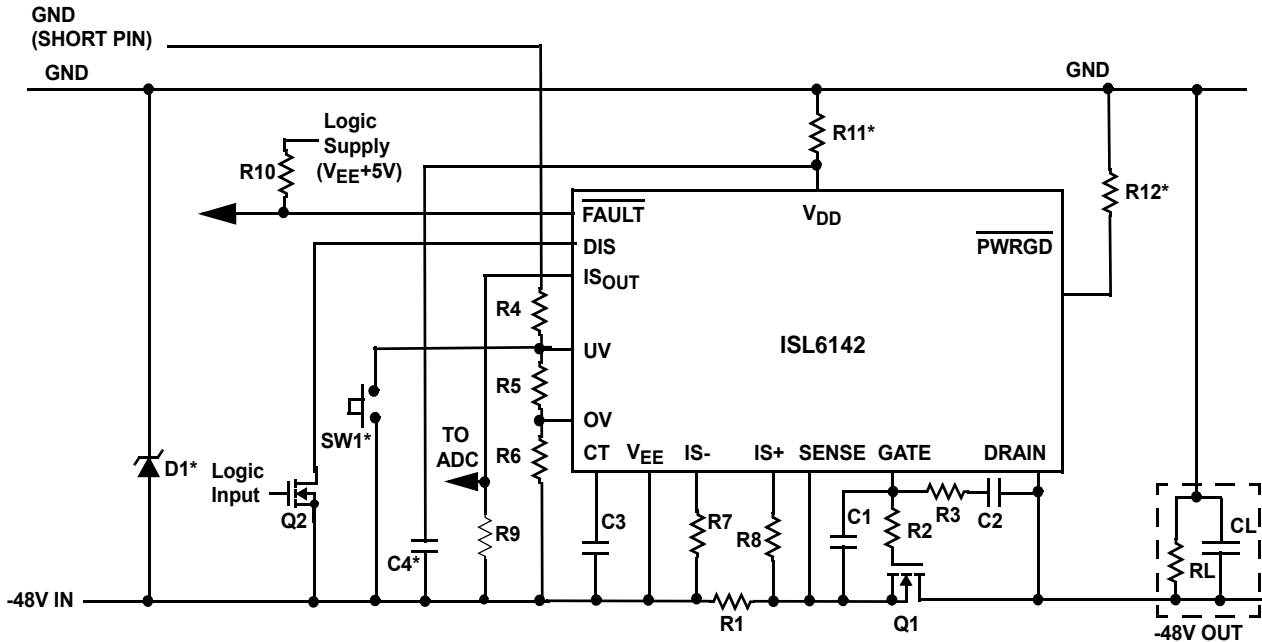 GND
(SHORT PIN)
GND
GND
Logic
Supply
(VEE+5V)
R10
R11*
R12*
FAULT
VDD
DIS
PWRGD
ISOUT
R4
UV
ISL6142
R5
SW1*
OV
TO
ADC
R6
CT
VEE
IS-
IS+
SENSE
GATE
DRAIN
D1*
Logic
Input
Q2
R9
C4*
C3
R7
R8
C1
R2
R3
C2
RL
CL
-48V IN
R1
Q1
-48V OUT